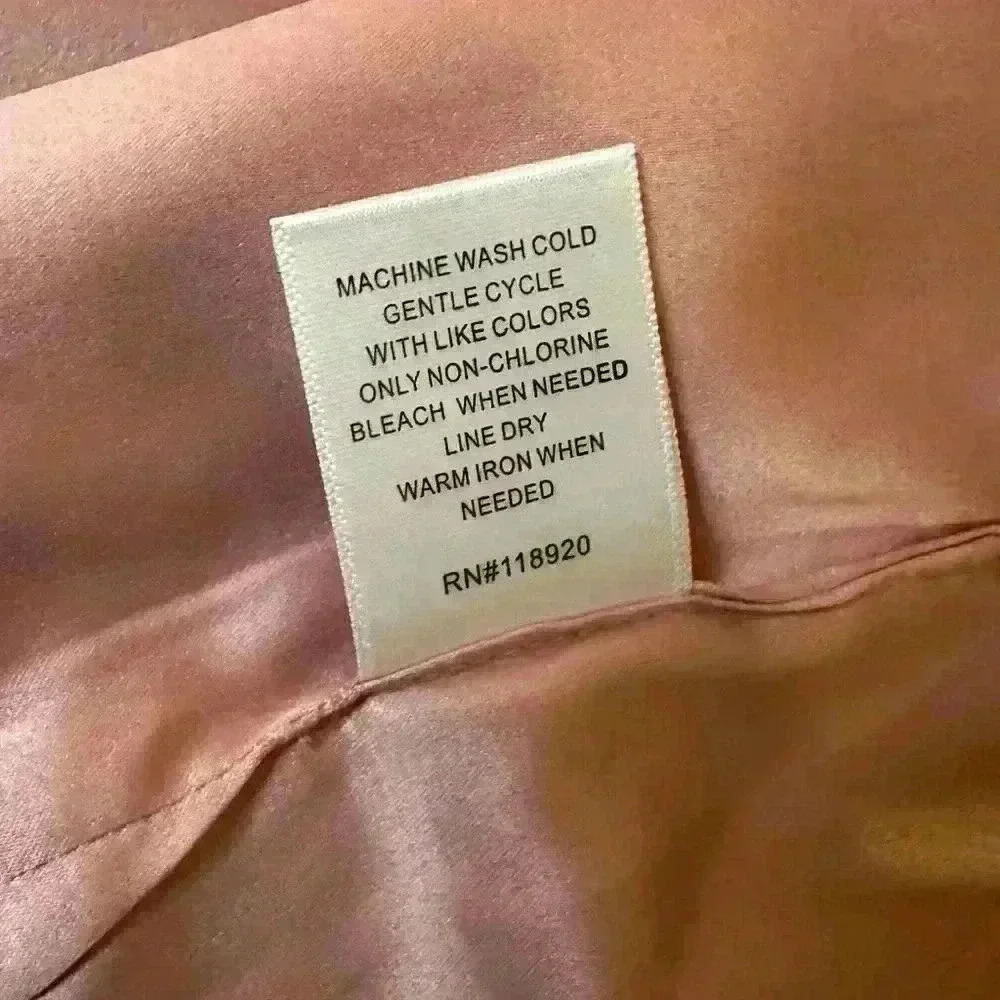 MACHINE WASH COLD
GENTLE CYCLE
WITH LIKE COLORS
ONLY NON-CHLORINE
BLEACH WHEN NEEDED
LINE DRY
WARM IRON WHEN
NEEDED
RN#118920